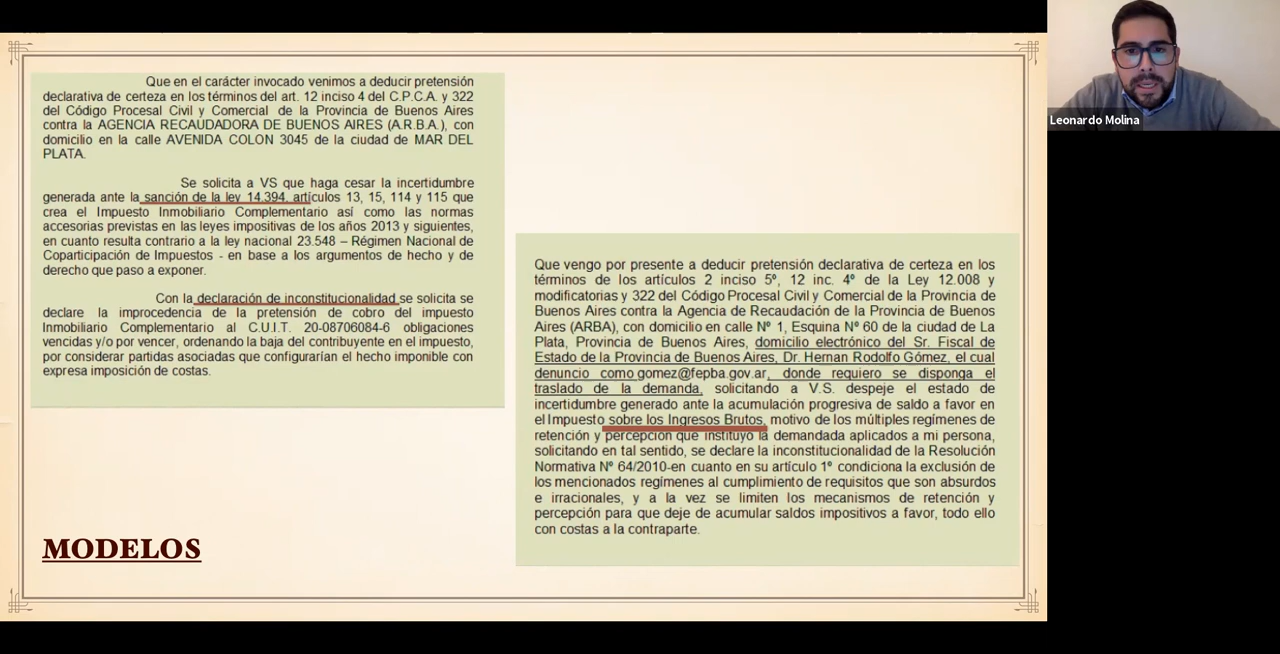 Que en el carácter invocado venimos a deducir pretensión
declarativa de certeza en los términos del art. 12 inciso 4 del C.P.C.A. y 322
del Código Procesal Civil y Comercial de la Provincia de Buenos Aires
contra la AGENCIA RECAUDADORA DE BUENOS AIRES (A.R.B.A.), con
domicilio en la calle AVENIDA COLON 3045 de la ciudad de MAR DEL
PLATA.
Se solicita a VS que haga cesar la incertidumbre
generada ante la sanción de la ley 14.394, artículos 13, 15, 114 y 115 que
crea el Impuesto Inmobiliario Complementario así como las normas
accesorias previstas en las leyes impositivas de los años 2013 y siguientes,
en cuanto resulta contrario a la ley nacional 23.548 – Régimen Nacional de
Coparticipación de Impuestos - en base a los argumentos de hecho y de
derecho que paso a exponer.
Con la declaración de inconstitucionalidad se solicita se
declare la improcedencia de la pretensión de cobro del impuesto
Inmobiliario Complementario al C.U.I.T. 20-08706084-6 obligaciones
vencidas y/o por vencer, ordenando la baja del contribuyente en el impuesto,
por considerar partidas asociadas que configurarían el hecho imponible con
expresa imposición de costas.
Que vengo por presente a deducir pretensión declarativa de certeza en los
términos de los artículos 2 inciso 5º, 12 inc. 4º de la Ley 12.008 y
modificatorias y 322 del Código Procesal Civil y Comercial de la Provincia de
Buenos Aires contra la Agencia de Recaudación de la Provincia de Buenos
Aires (ARBA), con domicilio en calle Nº 1, Esquina Nº 60 de la ciudad de La
Plata, Provincia de Buenos Aires, domicilio electrónico del Sr. Fiscal de
Estado de la Provincia de Buenos Aires, Dr. Hernan Rodolfo Gómez, el cual
denuncio como gomez@fepba.gov.ar, donde requiero se disponga el
traslado de la demanda, solicitando a V.S. despeje el estado de
incertidumbre generado ante la acumulación progresiva de saldo a favor en
el Impuesto sobre los Ingresos Brutos, motivo de los múltiples regímenes de
retención y percepción que instituyó la demandada aplicados a mi persona,
solicitando en tal sentido, se declare la inconstitucionalidad de la Resolución
Normativa Nº 64/2010-en cuanto en su artículo 1º condiciona la exclusión de
los mencionados regímenes al cumplimiento de requisitos que son absurdos
e irracionales, y a la vez se limiten los mecanismos de retención y
percepción para que deje de acumular saldos impositivos a favor, todo ello
con costas a la contraparte.
MODELOS
Leonardo Molina